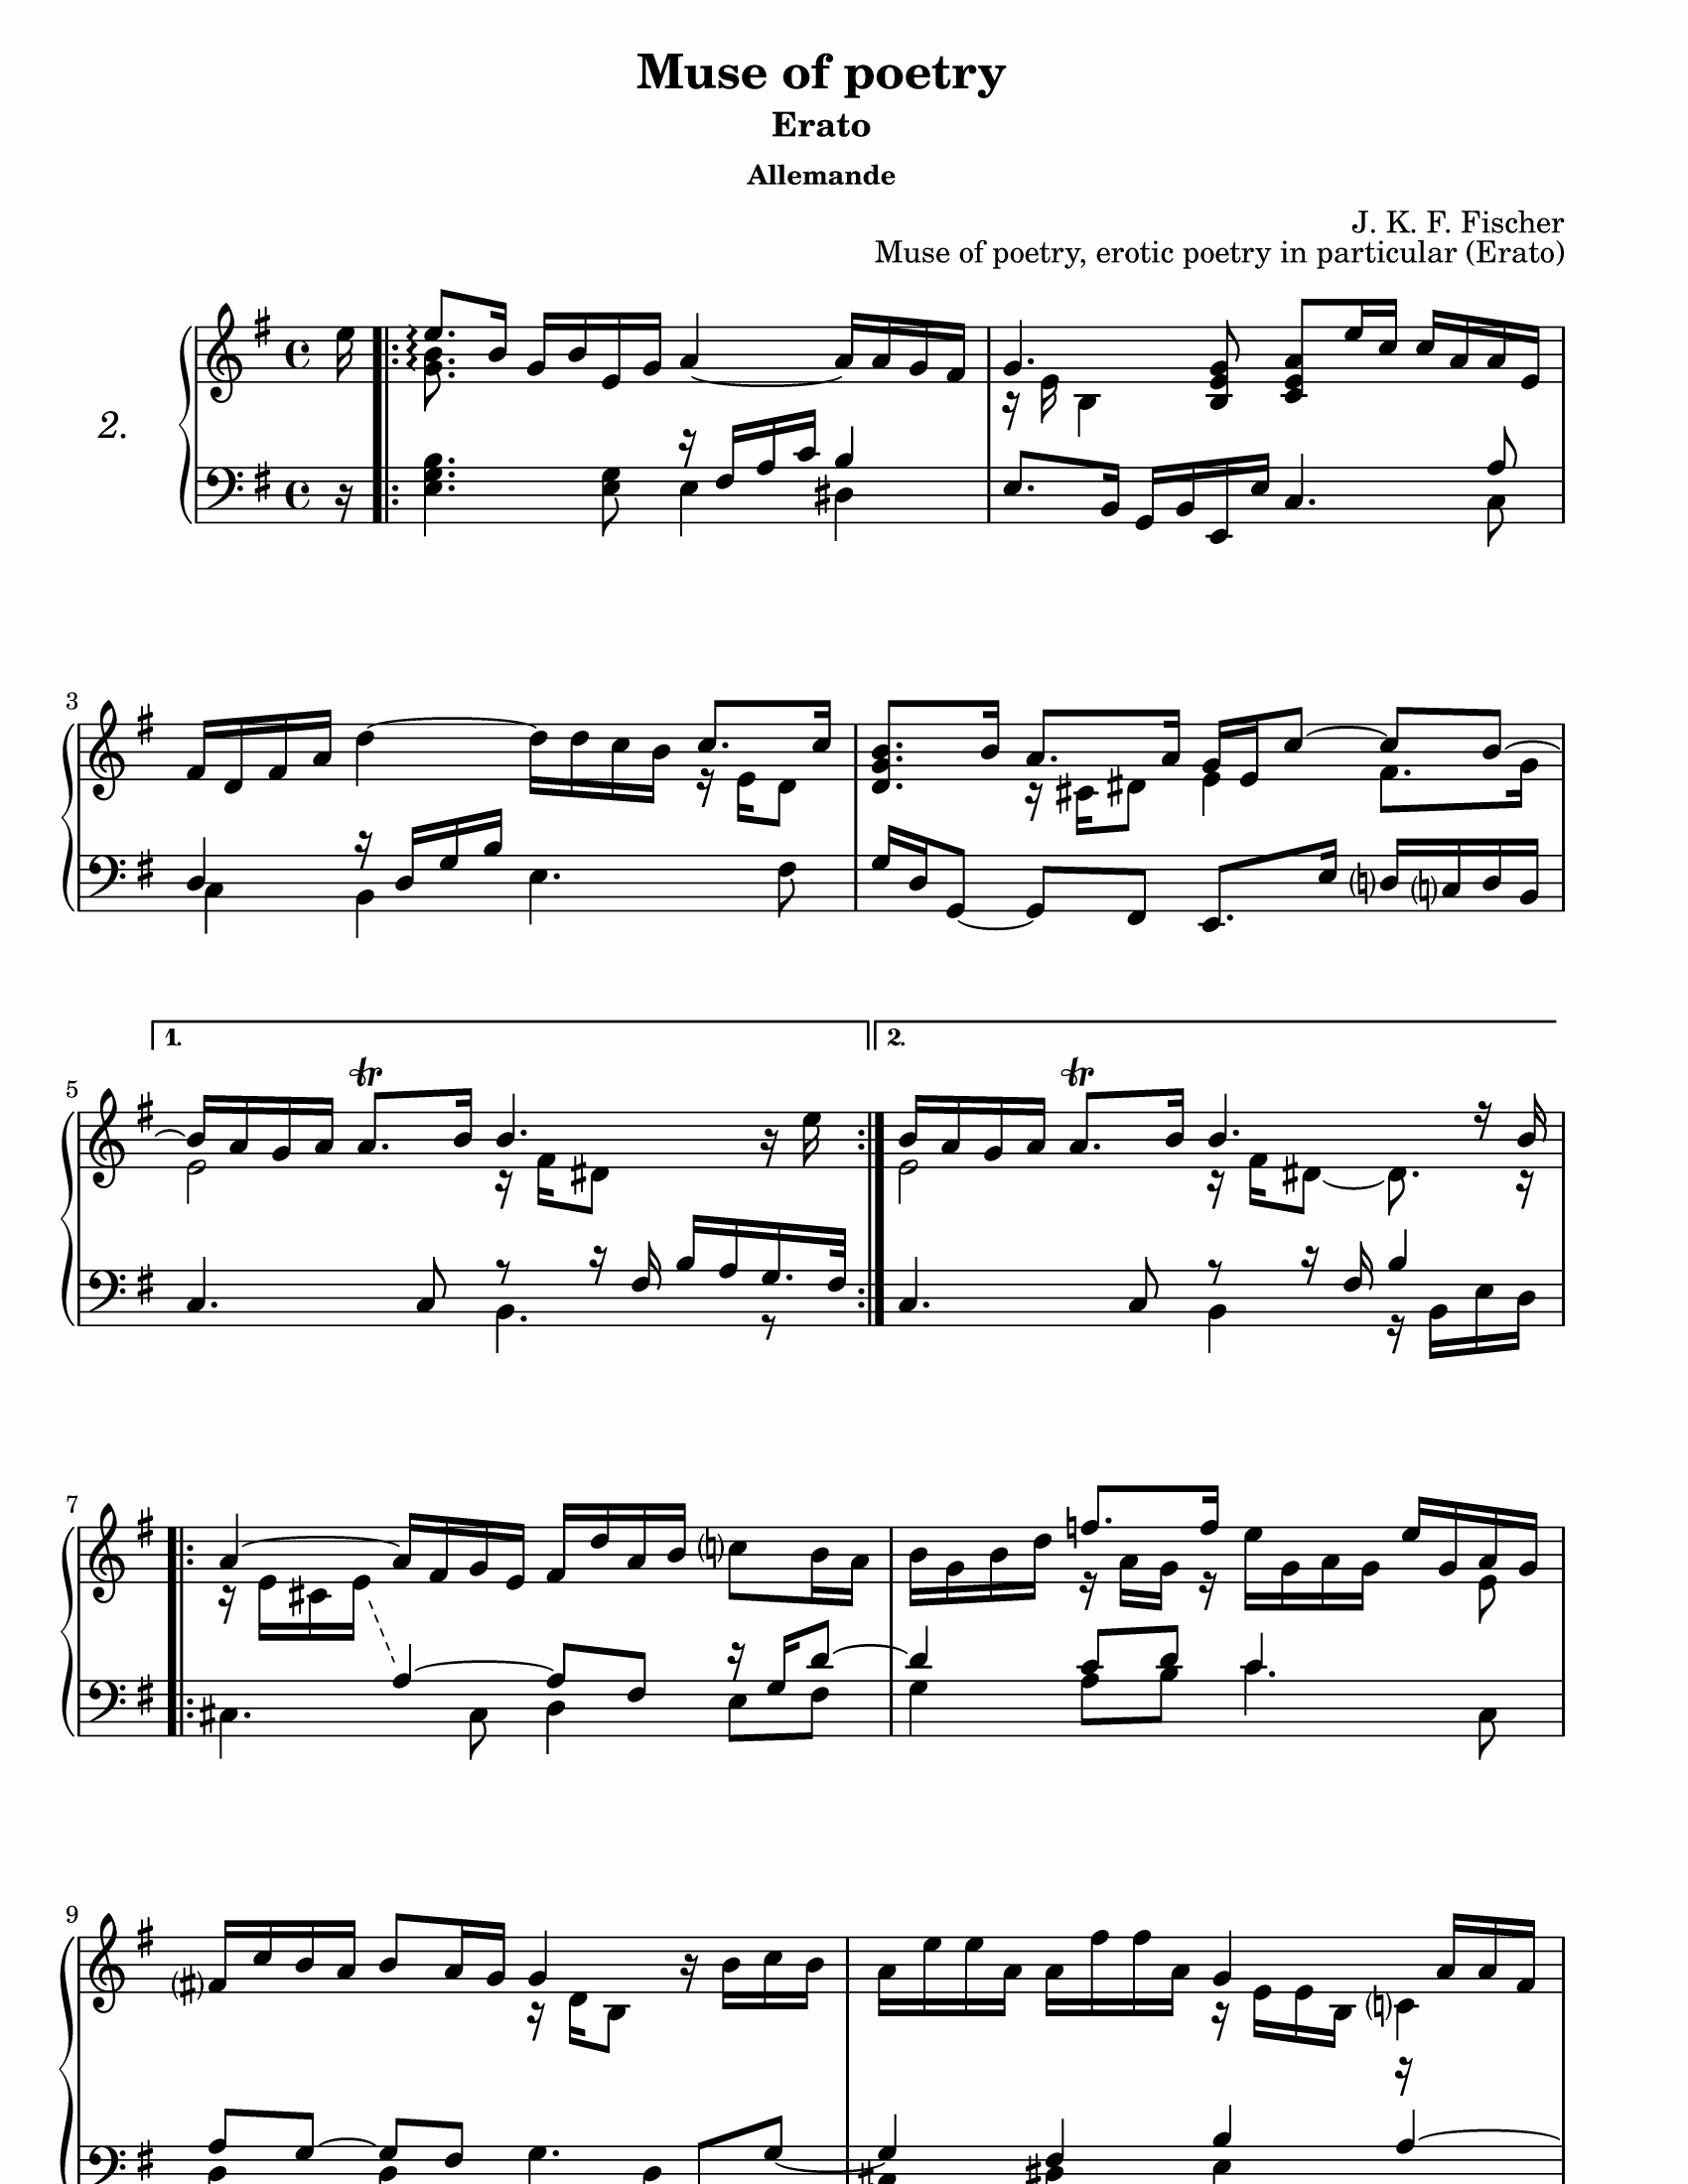 Muse of poetry
Erato
Allemande
J. K. F. Fischer
Muse of poetry, erotic poetry in particular (Erato)
2.
3
1.
2.
5
7
9